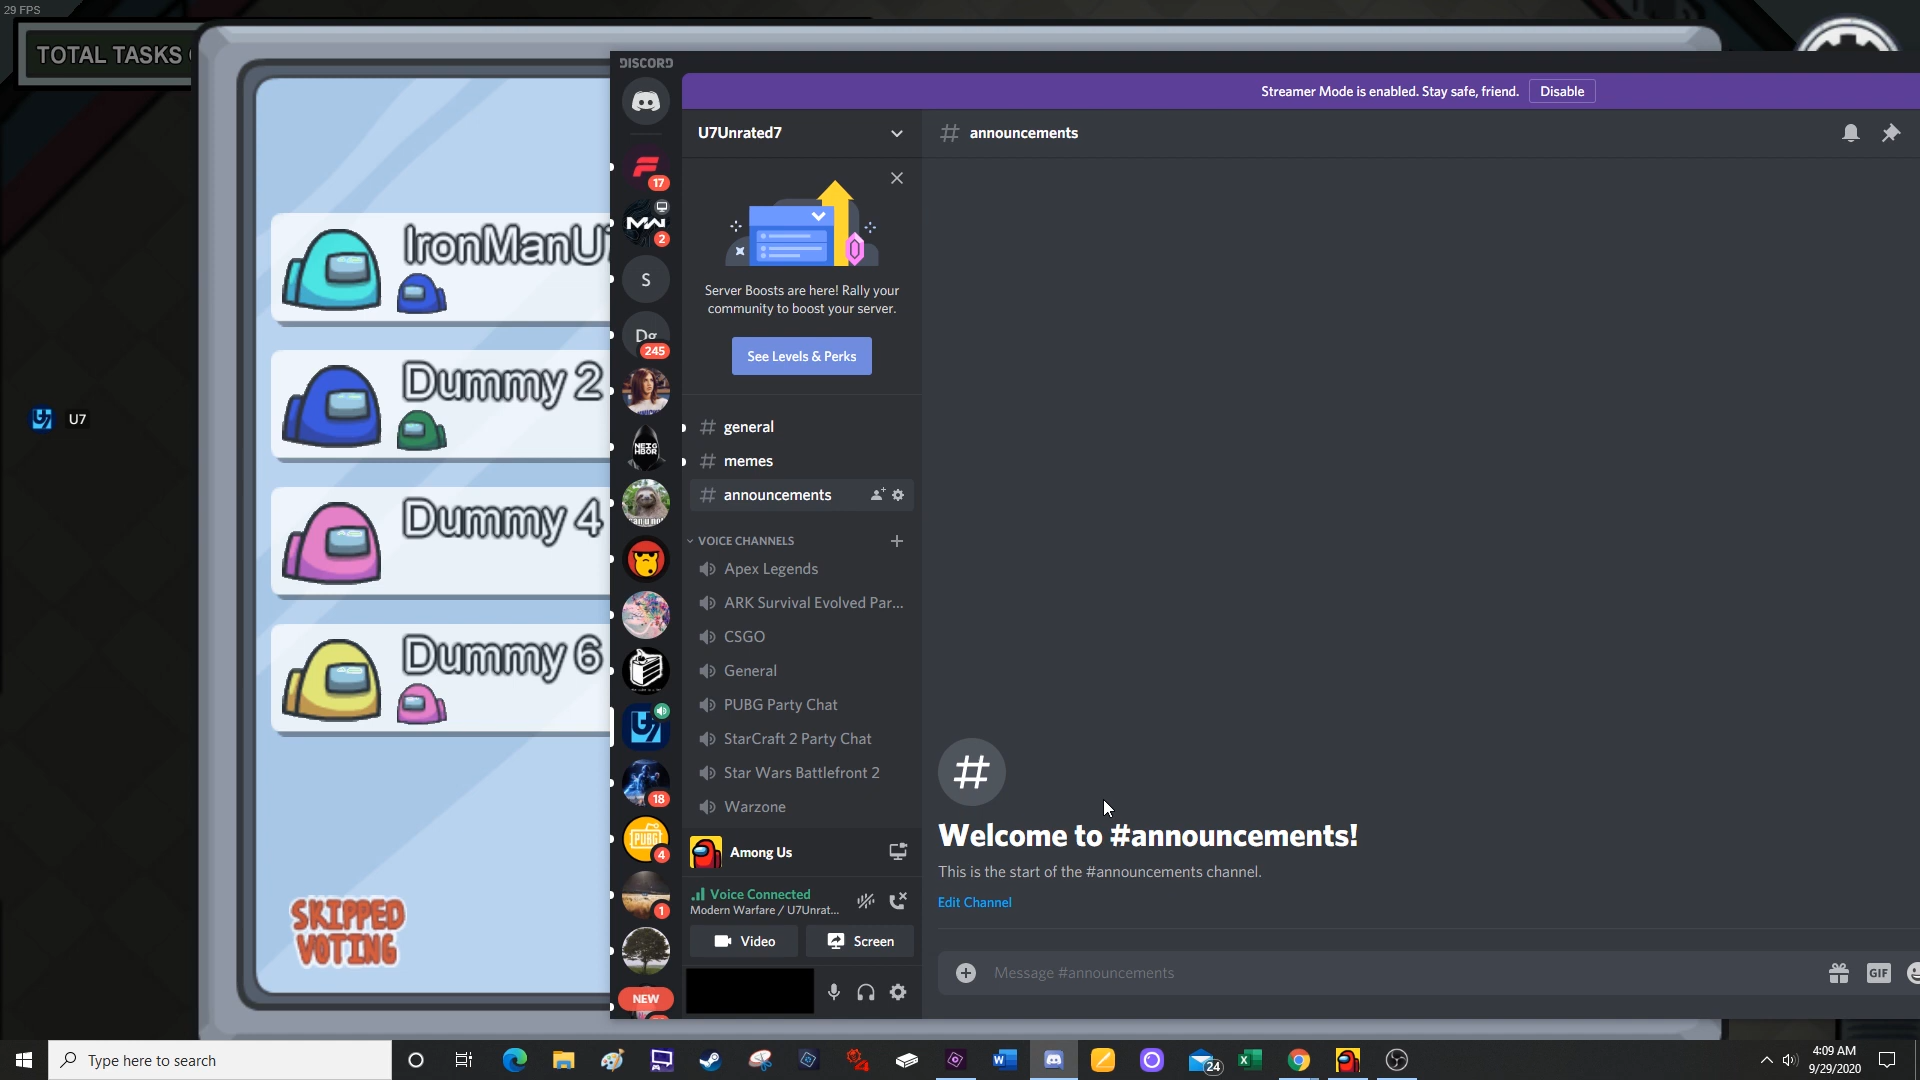 29 FPS
TOTAL TASKS
DISCORD
Streamer Mode is enabled. Stay safe, friend.
Disable
U7Unrated7
announcements
17
2
S
Dg
245
18
4
1
NEW
NEIGHBOR
PUBG
Server Boosts are here! Rally your
community to boost your server.
See Levels & Perks
IronManU
Dummy 2
Dummy 4
Dummy 6
U7
SKIPPED
VOTING
general
memes
announcements
VOICE CHANNELS
Apex Legends
ARK Survival Evolved Par...
CSGO
General
PUBG Party Chat
StarCraft 2 Party Chat
Star Wars Battlefront 2
Warzone
Among Us
Voice Connected
Modern Warfare / U7Unrat...
Video
Screen
Welcome to #announcements!
This is the start of the #announcements channel.
Edit Channel
Message #announcements
GIF
Type here to search
24
4:09 AM
9/29/2020